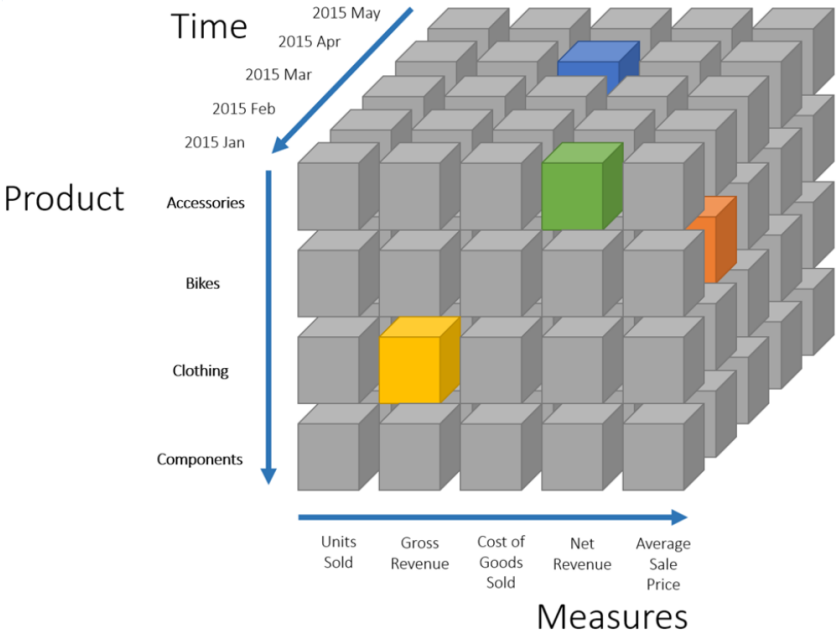 Time
2015 May
2015 Apr
2015 Mar
2015 Feb
2015 Jan
Product
Accessories
Bikes
Clothing
Components
Units
Sold
Gross
Revenue
Cost of
Goods
Sold
Net
Revenue
Average
Sale
Price
Measures